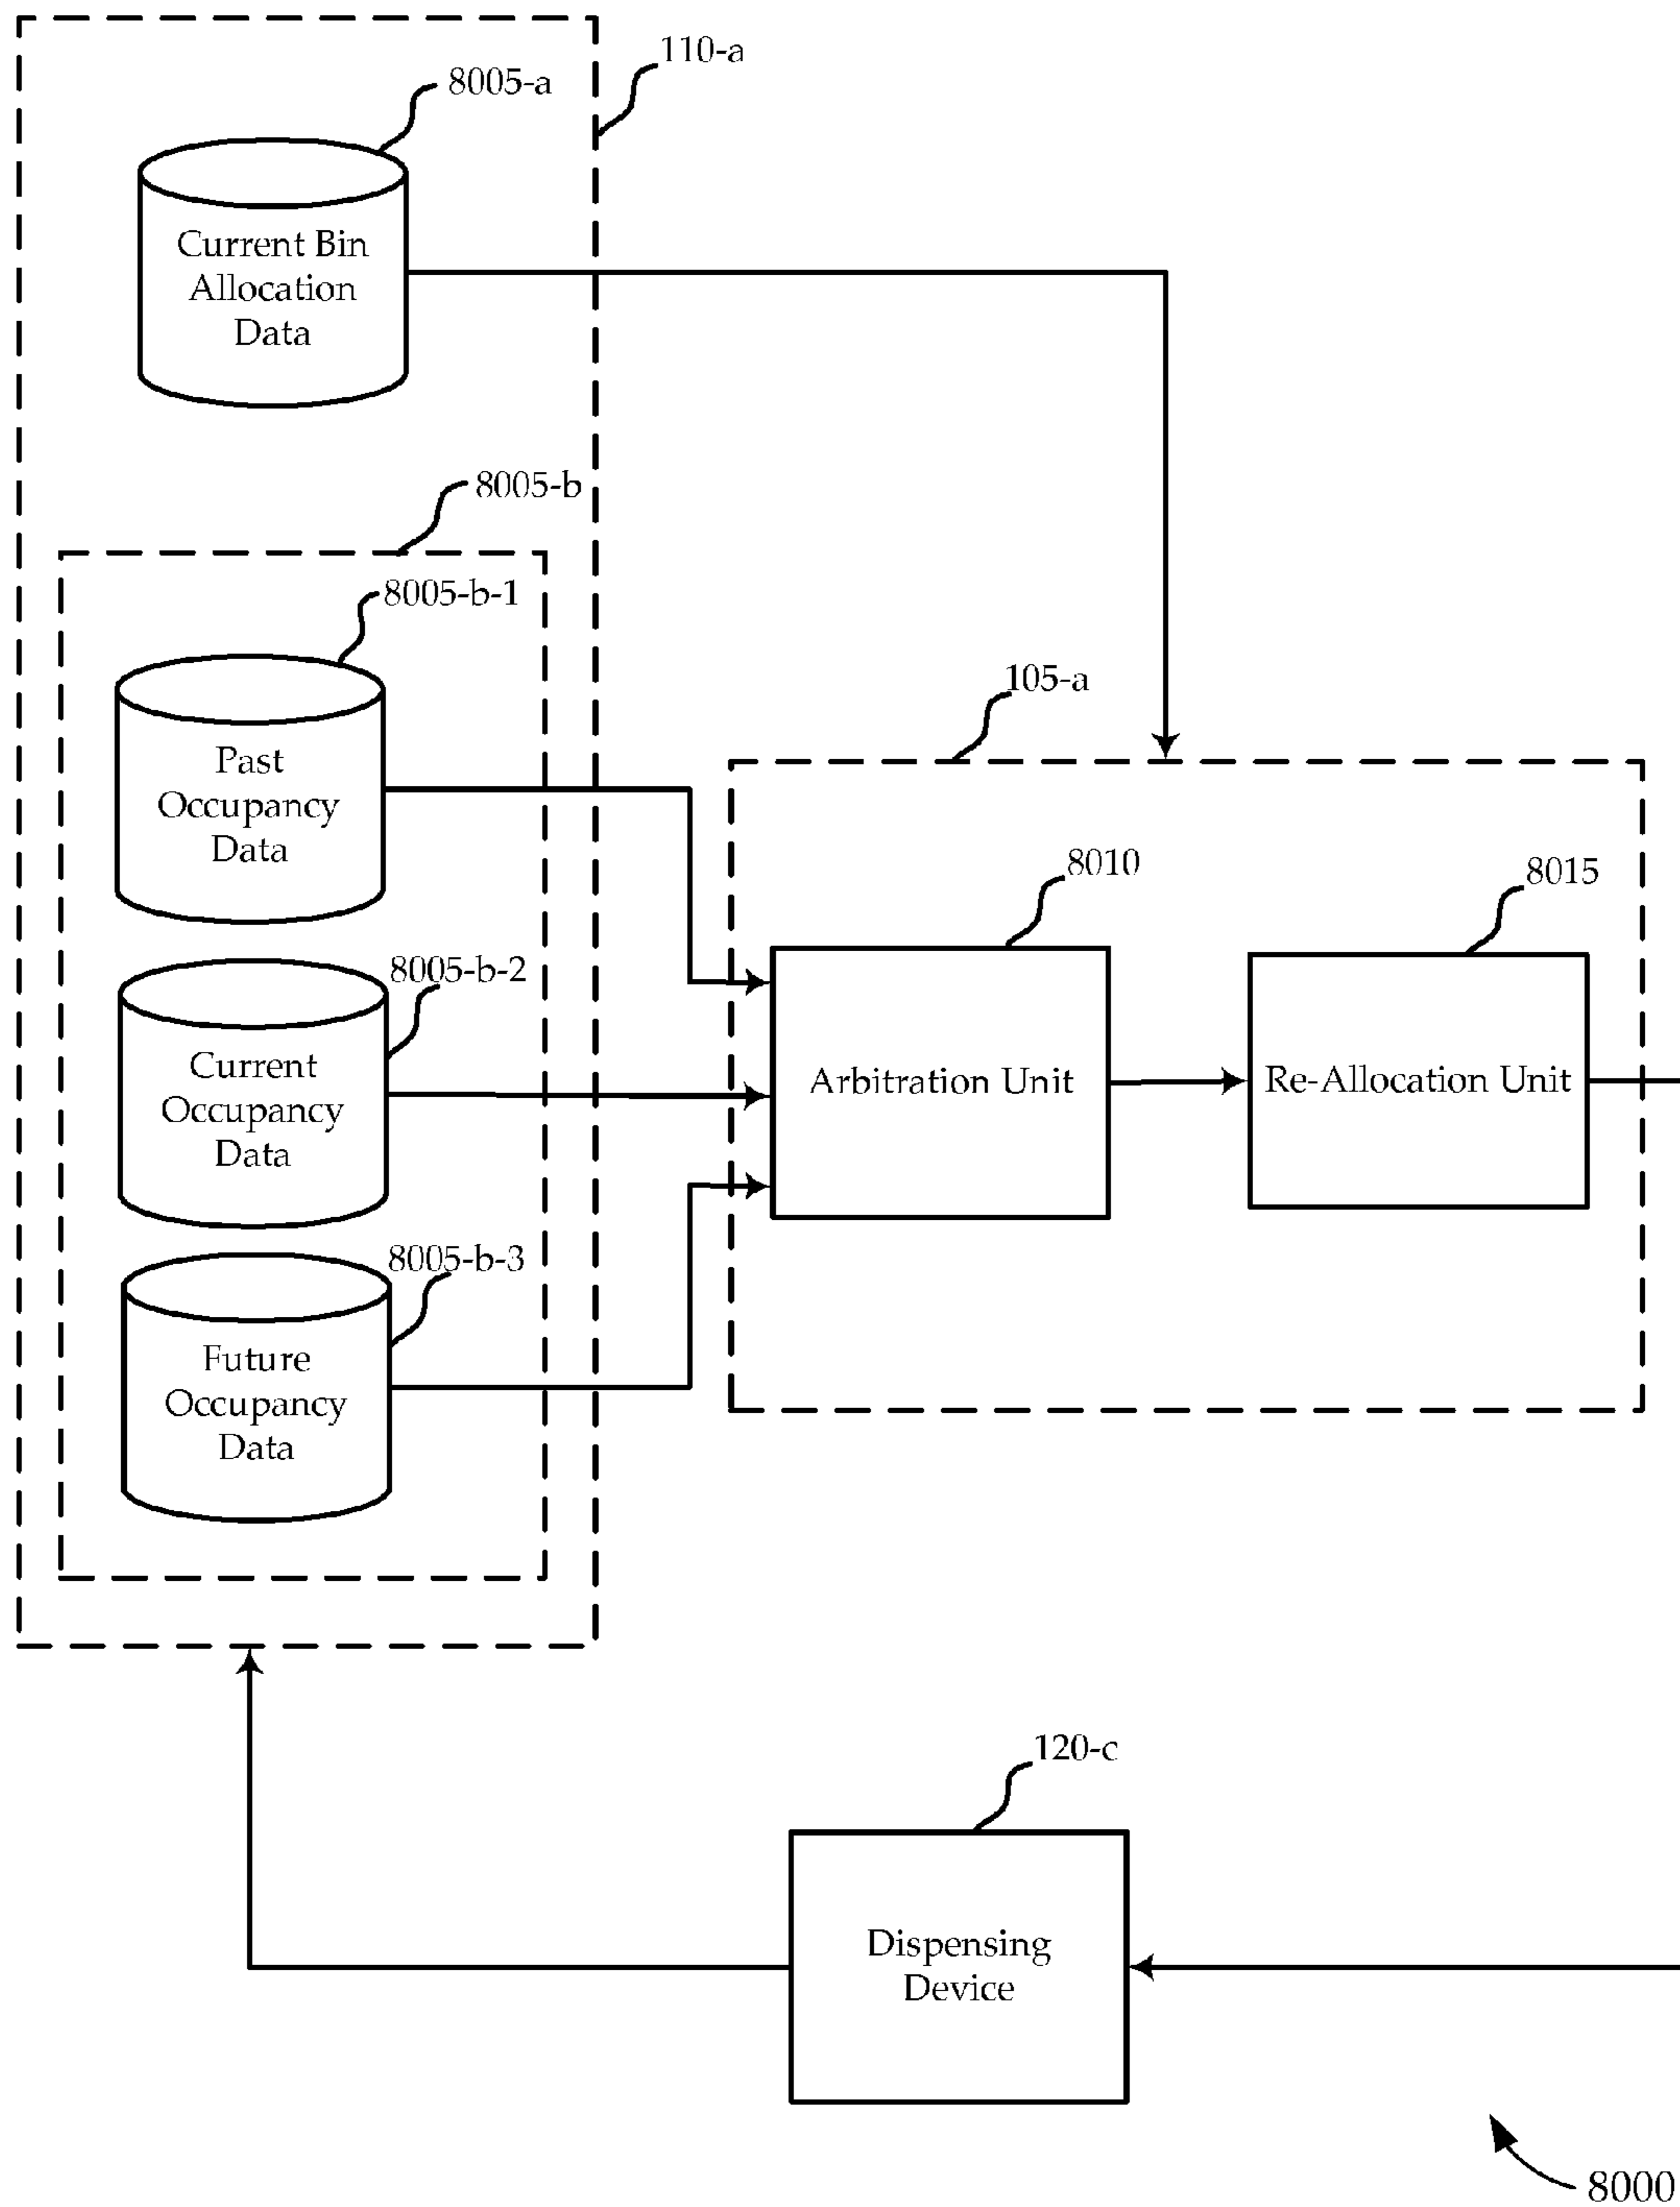 110-a
8005-a
Current Bin
Allocation
Data
8005-b
8005-b-1
Past
Occupancy
Data
105-a
8010
8015
8005-b-2
Current
Occupancy
Data
Arbitration Unit
Re-Allocation Unit
8005-b-3
Future
Occupancy
Data
120-c
Dispensing
Device
8000